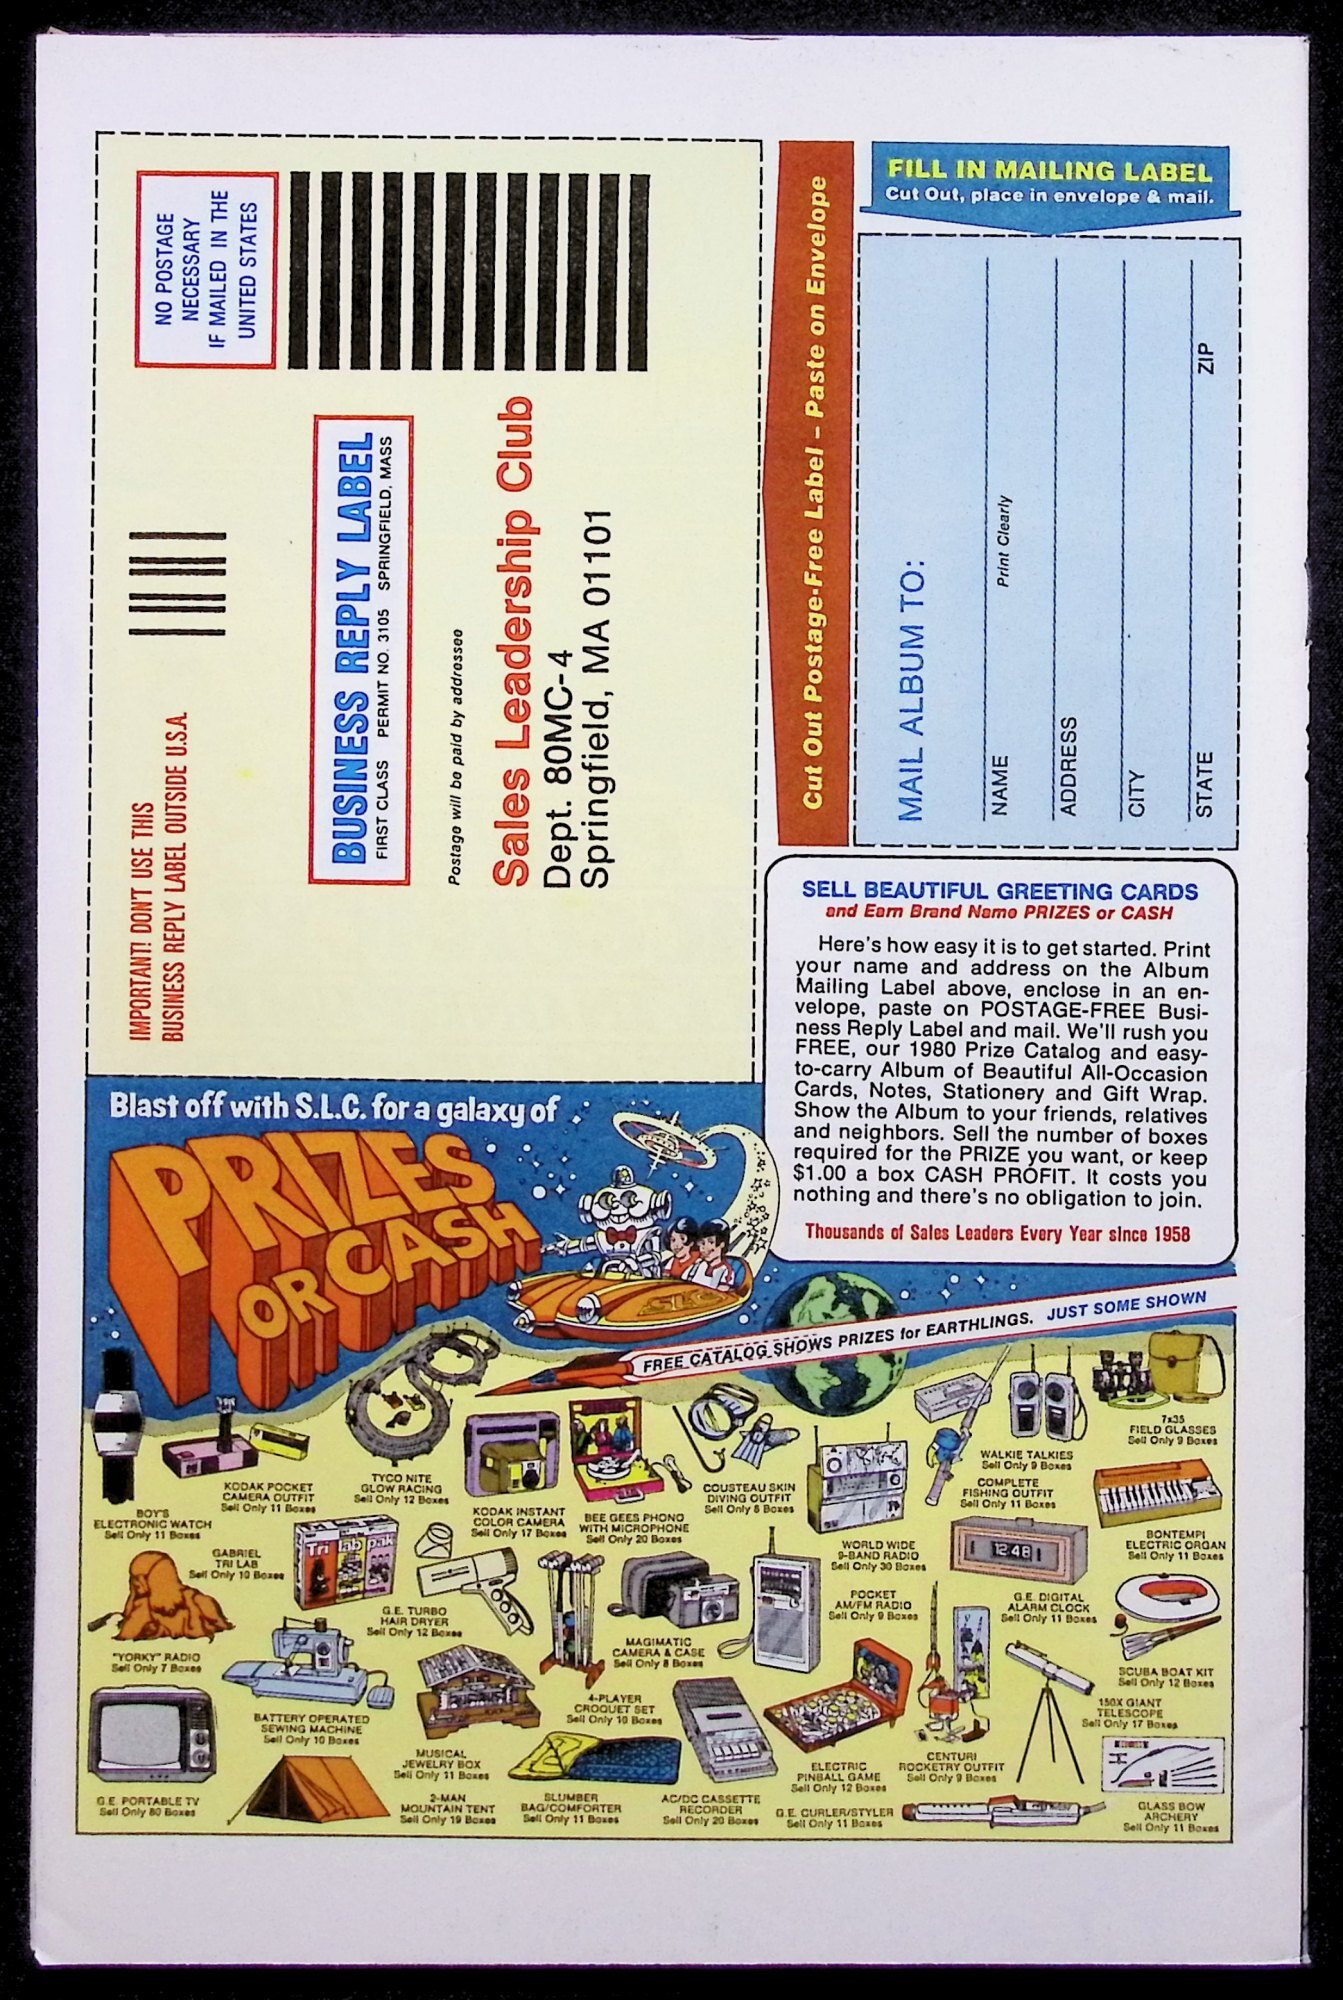 NO POSTAGE
NECESSARY
IF MAILED IN THE
UNITED STATES
IMPORTANT! DON'T USE THIS
BUSINESS REPLY LABEL OUTSIDE U.S.A.
BUSINESS REPLY LABEL
FIRST CLASS PERMIT NO. 3105 SPRINGFIELD, MASS
Postage will be paid by addressee
Sales Leadership Club
Dept. 80MC-4
Springfield, MA 01101
Cut Out Postage-Free Label – Paste on Envelope
FILL IN MAILING LABEL
Cut Out, place in envelope & mail.
MAIL ALBUM TO:
NAME
Print Clearly
ADDRESS
CITY
STATE ZIP
SELL BEAUTIFUL GREETING CARDS
and Earn Brand Name PRIZES or CASH
Here's how easy it is to get started. Print
your name and address on the Album
Mailing Label above, enclose in an en-
velope, paste on POSTAGE-FREE Busi-
ness Reply Label and mail. We'll rush you
FREE, our 1980 Prize Catalog and easy-
to-carry Album of Beautiful All-Occasion
Cards, Notes, Stationery and Gift Wrap.
Show the Album to your friends, relatives
and neighbors. Sell the number of boxes
required for the PRIZE you want, or keep
$1.00 a box CASH PROFIT. It costs you
nothing and there's no obligation to join.
Thousands of Sales Leaders Every Year since 1958
Blast off with S.L.C. for a galaxy of
PRIZES
OR CASH
SLC
FREE CATALOG SHOWS PRIZES for EARTHLINGS. JUST SOME SHOWN
BOY'S
ELECTRONIC WATCH
Sell Only 11 Boxes
KODAK POCKET
CAMERA OUTFIT
Sell Only 11 Boxes
TYCO NITE
GLOW RACING
Sell Only 12 Boxes
KODAK INSTANT
COLOR CAMERA
Sell Only 17 Boxes
BEE GEES PHONO
WITH MICROPHONE
Sell Only 20 Boxes
COUSTEAU SKIN
DIVING OUTFIT
Sell Only 8 Boxes
WORLD WIDE
9-BAND RADIO
Sell Only 30 Boxes
WALKIE TALKIES
Sell Only 9 Boxes
COMPLETE
FISHING OUTFIT
Sell Only 11 Boxes
7x35
FIELD GLASSES
Sell Only 9 Boxes
BONTEMPI
ELECTRIC ORGAN
Sell Only 11 Boxes
GABRIEL
TRI LAB
Sell Only 10 Boxes
Tri lab pak
G.E. TURBO
HAIR DRYER
Sell Only 12 Boxes
MAGIMATIC
CAMERA & CASE
Sell Only 8 Boxes
POCKET
AM/FM RADIO
Sell Only 9 Boxes
12:48
G.E. DIGITAL
ALARM CLOCK
Sell Only 11 Boxes
SCUBA BOAT KIT
Sell Only 12 Boxes
"YORKY" RADIO
Sell Only 7 Boxes
BATTERY OPERATED
SEWING MACHINE
Sell Only 10 Boxes
4-PLAYER
CROQUET SET
Sell Only 10 Boxes
150X GIANT
TELESCOPE
Sell Only 17 Boxes
MUSICAL
JEWELRY BOX
Sell Only 11 Boxes
ELECTRIC
PINBALL GAME
Sell Only 12 Boxes
CENTURI
ROCKETRY OUTFIT
Sell Only 9 Boxes
G.E. PORTABLE TV
Sell Only 80 Boxes
2-MAN
MOUNTAIN TENT
Sell Only 19 Boxes
SLUMBER
BAG/COMFORTER
Sell Only 11 Boxes
AC/DC CASSETTE
RECORDER
Sell Only 20 Boxes
G.E. CURLER/STYLER
Sell Only 11 Boxes
GLASS BOW
ARCHERY
Sell Only 11 Boxes